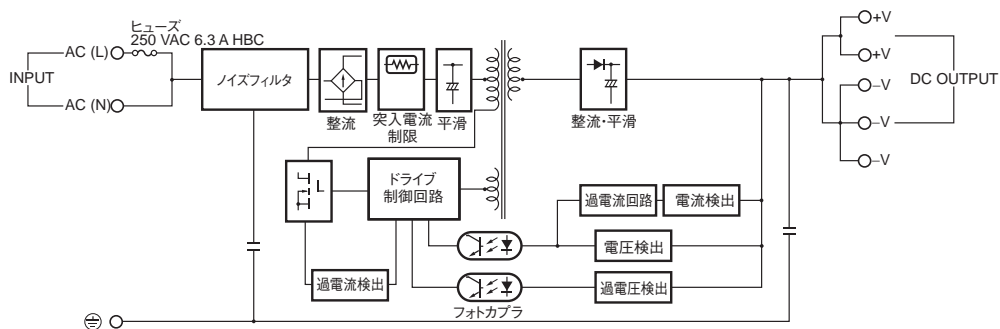 ヒューズ
250 VAC 6.3 A HBC
AC (L)
INPUT
AC (N)
ノイズフィルタ
整流
突入電流
制限
平滑
整流・平滑
+V
+V
−V
−V
−V
DC OUTPUT
ドライブ
制御回路
過電流回路
電流検出
電圧検出
過電流検出
過電圧検出
フォトカプラ